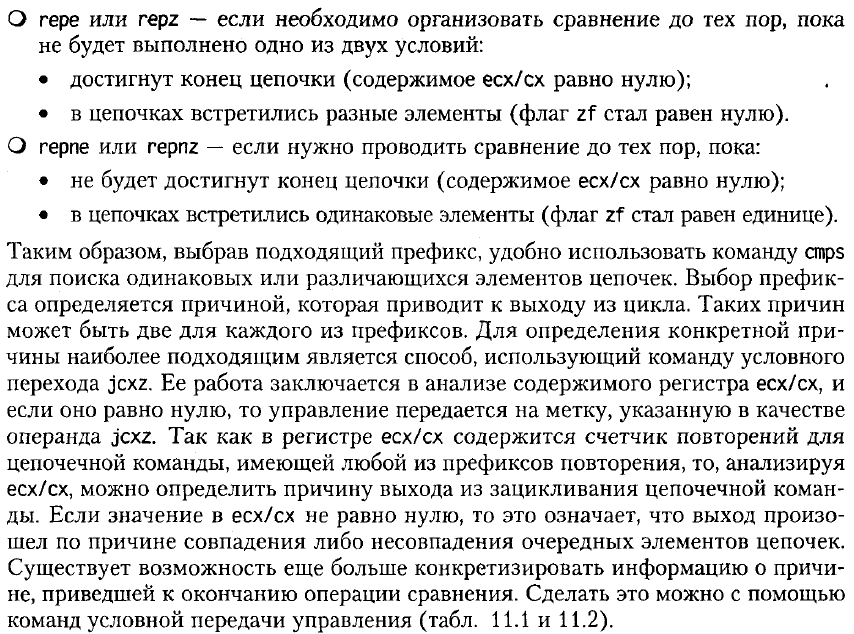 ○ repe или repz — если необходимо организовать сравнение до тех пор, пока
не будет выполнено одно из двух условий:
• достигнут конец цепочки (содержимое ecx/cx равно нулю);
• в цепочках встретились разные элементы (флаг zf стал равен нулю).
○ repne или repnz — если нужно проводить сравнение до тех пор, пока:
• не будет достигнут конец цепочки (содержимое ecx/cx равно нулю);
• в цепочках встретились одинаковые элементы (флаг zf стал равен единице).
Таким образом, выбрав подходящий префикс, удобно использовать команду cmps
для поиска одинаковых или различающихся элементов цепочек. Выбор префик-
са определяется причиной, которая приводит к выходу из цикла. Таких причин
может быть две для каждого из префиксов. Для определения конкретной при-
чины наиболее подходящим является способ, использующий команду условного
перехода jcxz. Ее работа заключается в анализе содержимого регистра ecx/cx, и
если оно равно нулю, то управление передается на метку, указанную в качестве
операнда jcxz. Так как в регистре ecx/cx содержится счетчик повторений для
цепочечной команды, имеющей любой из префиксов повторения, то, анализируя
ecx/cx, можно определить причину выхода из зацикливания цепочечной коман-
ды. Если значение в ecx/cx не равно нулю, то это означает, что выход произо-
шел по причине совпадения либо несовпадения очередных элементов цепочек.
Существует возможность еще больше конкретизировать информацию о причи-
не, приведшей к окончанию операции сравнения. Сделать это можно с помощью
команд условной передачи управления (табл. 11.1 и 11.2).